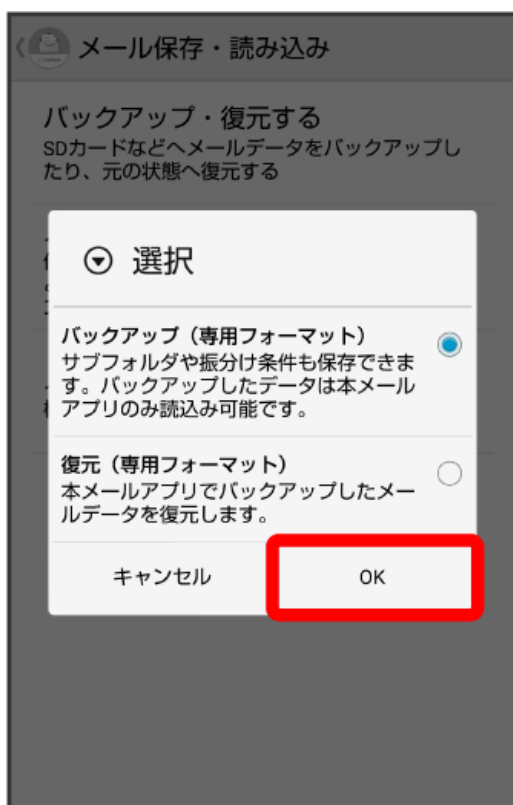 メール保存・読み込み
バックアップ・復元する
SDカードなどへメールデータをバックアップし
たり、元の状態へ復元する
選択
バックアップ（専用フォーマット）
サブフォルダや振分け条件も保存できま
す。バックアップしたデータは本メール
アプリのみ読込み可能です。
復元（専用フォーマット）
本メールアプリでバックアップしたメー
ルデータを復元します。
キャンセル
OK